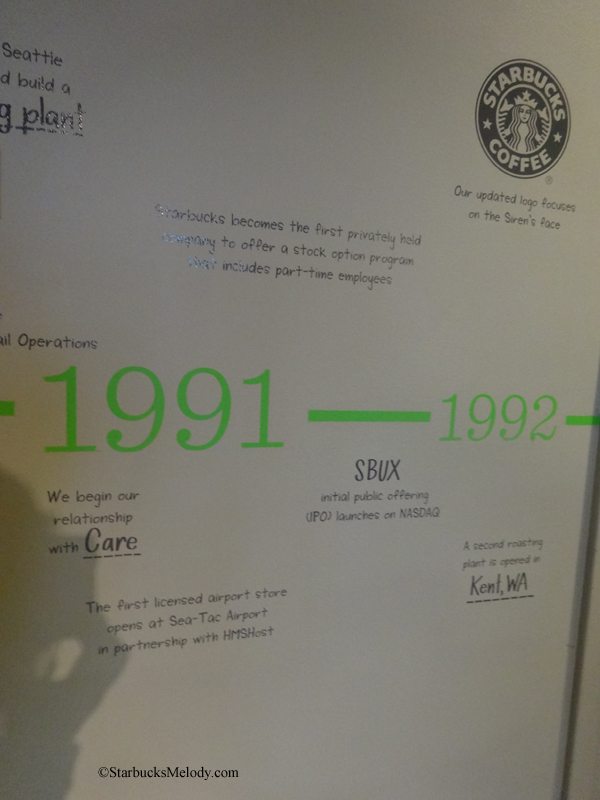 Seattle
d build a
g plant
STARBUCKS
COFFEE
®
Our updated logo focuses
on the Siren's face
Starbucks becomes the first privately held
company to offer a stock option program
that includes part-time employees
ail Operations
1991
1992
We begin our
relationship
with Care
SBUX
initial public offering
(IPO) launches on NASDAQ
A second roasting
plant is opened in
Kent, WA
The first licensed airport store
opens at Sea-Tac Airport
in partnership with HMSHost
©StarbucksMelody.com